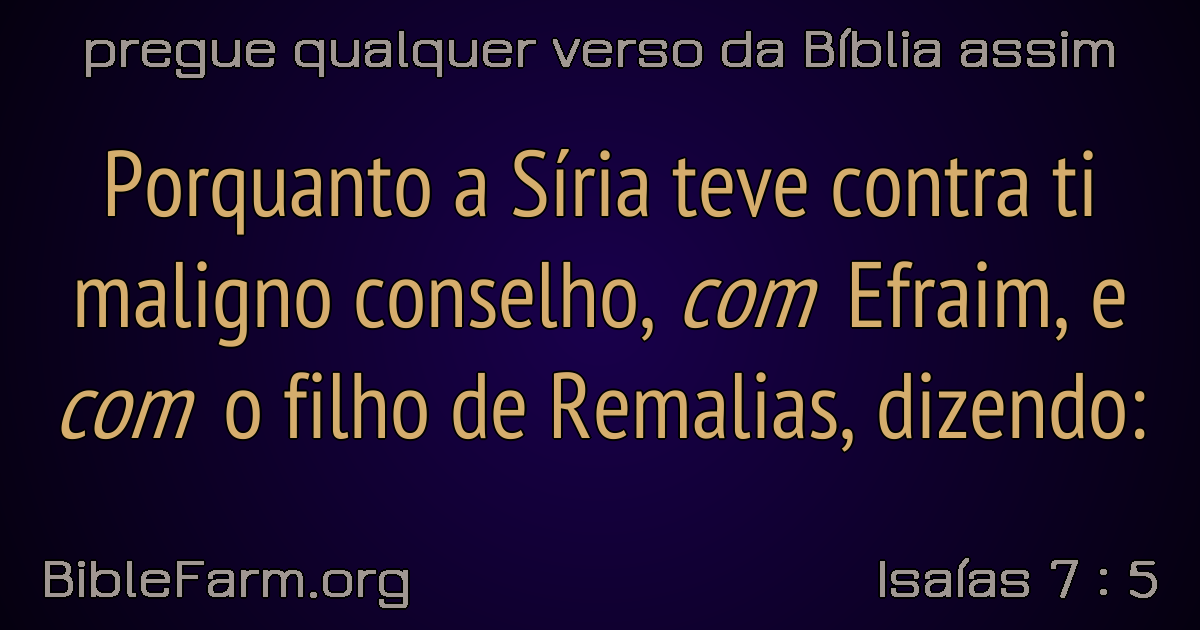 pregue qualquer verso da Bíblia assim
Porquanto a Síria teve contra ti
maligno conselho, com Efraim, e
com o filho de Remalias, dizendo:
BibleFarm.org
Isaías 7 : 5